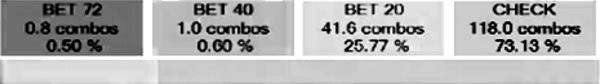 BET 72
0.8 combos
0.50 %
BET 40
1.0 combos
0.60 %
BET 20
41.6 combos
25.77 %
CHECK
118.0 combos
73.13 %